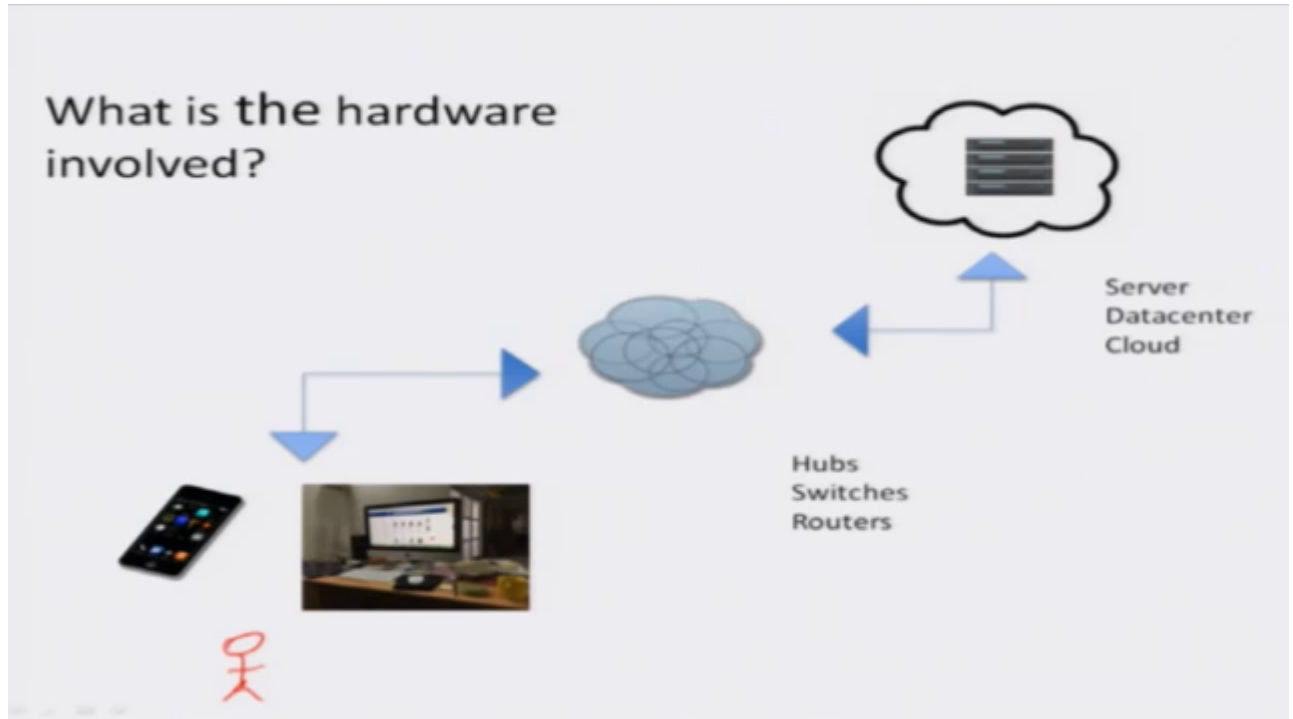 What is the hardware
involved?
Server
Datacenter
Cloud
Hubs
Switches
Routers